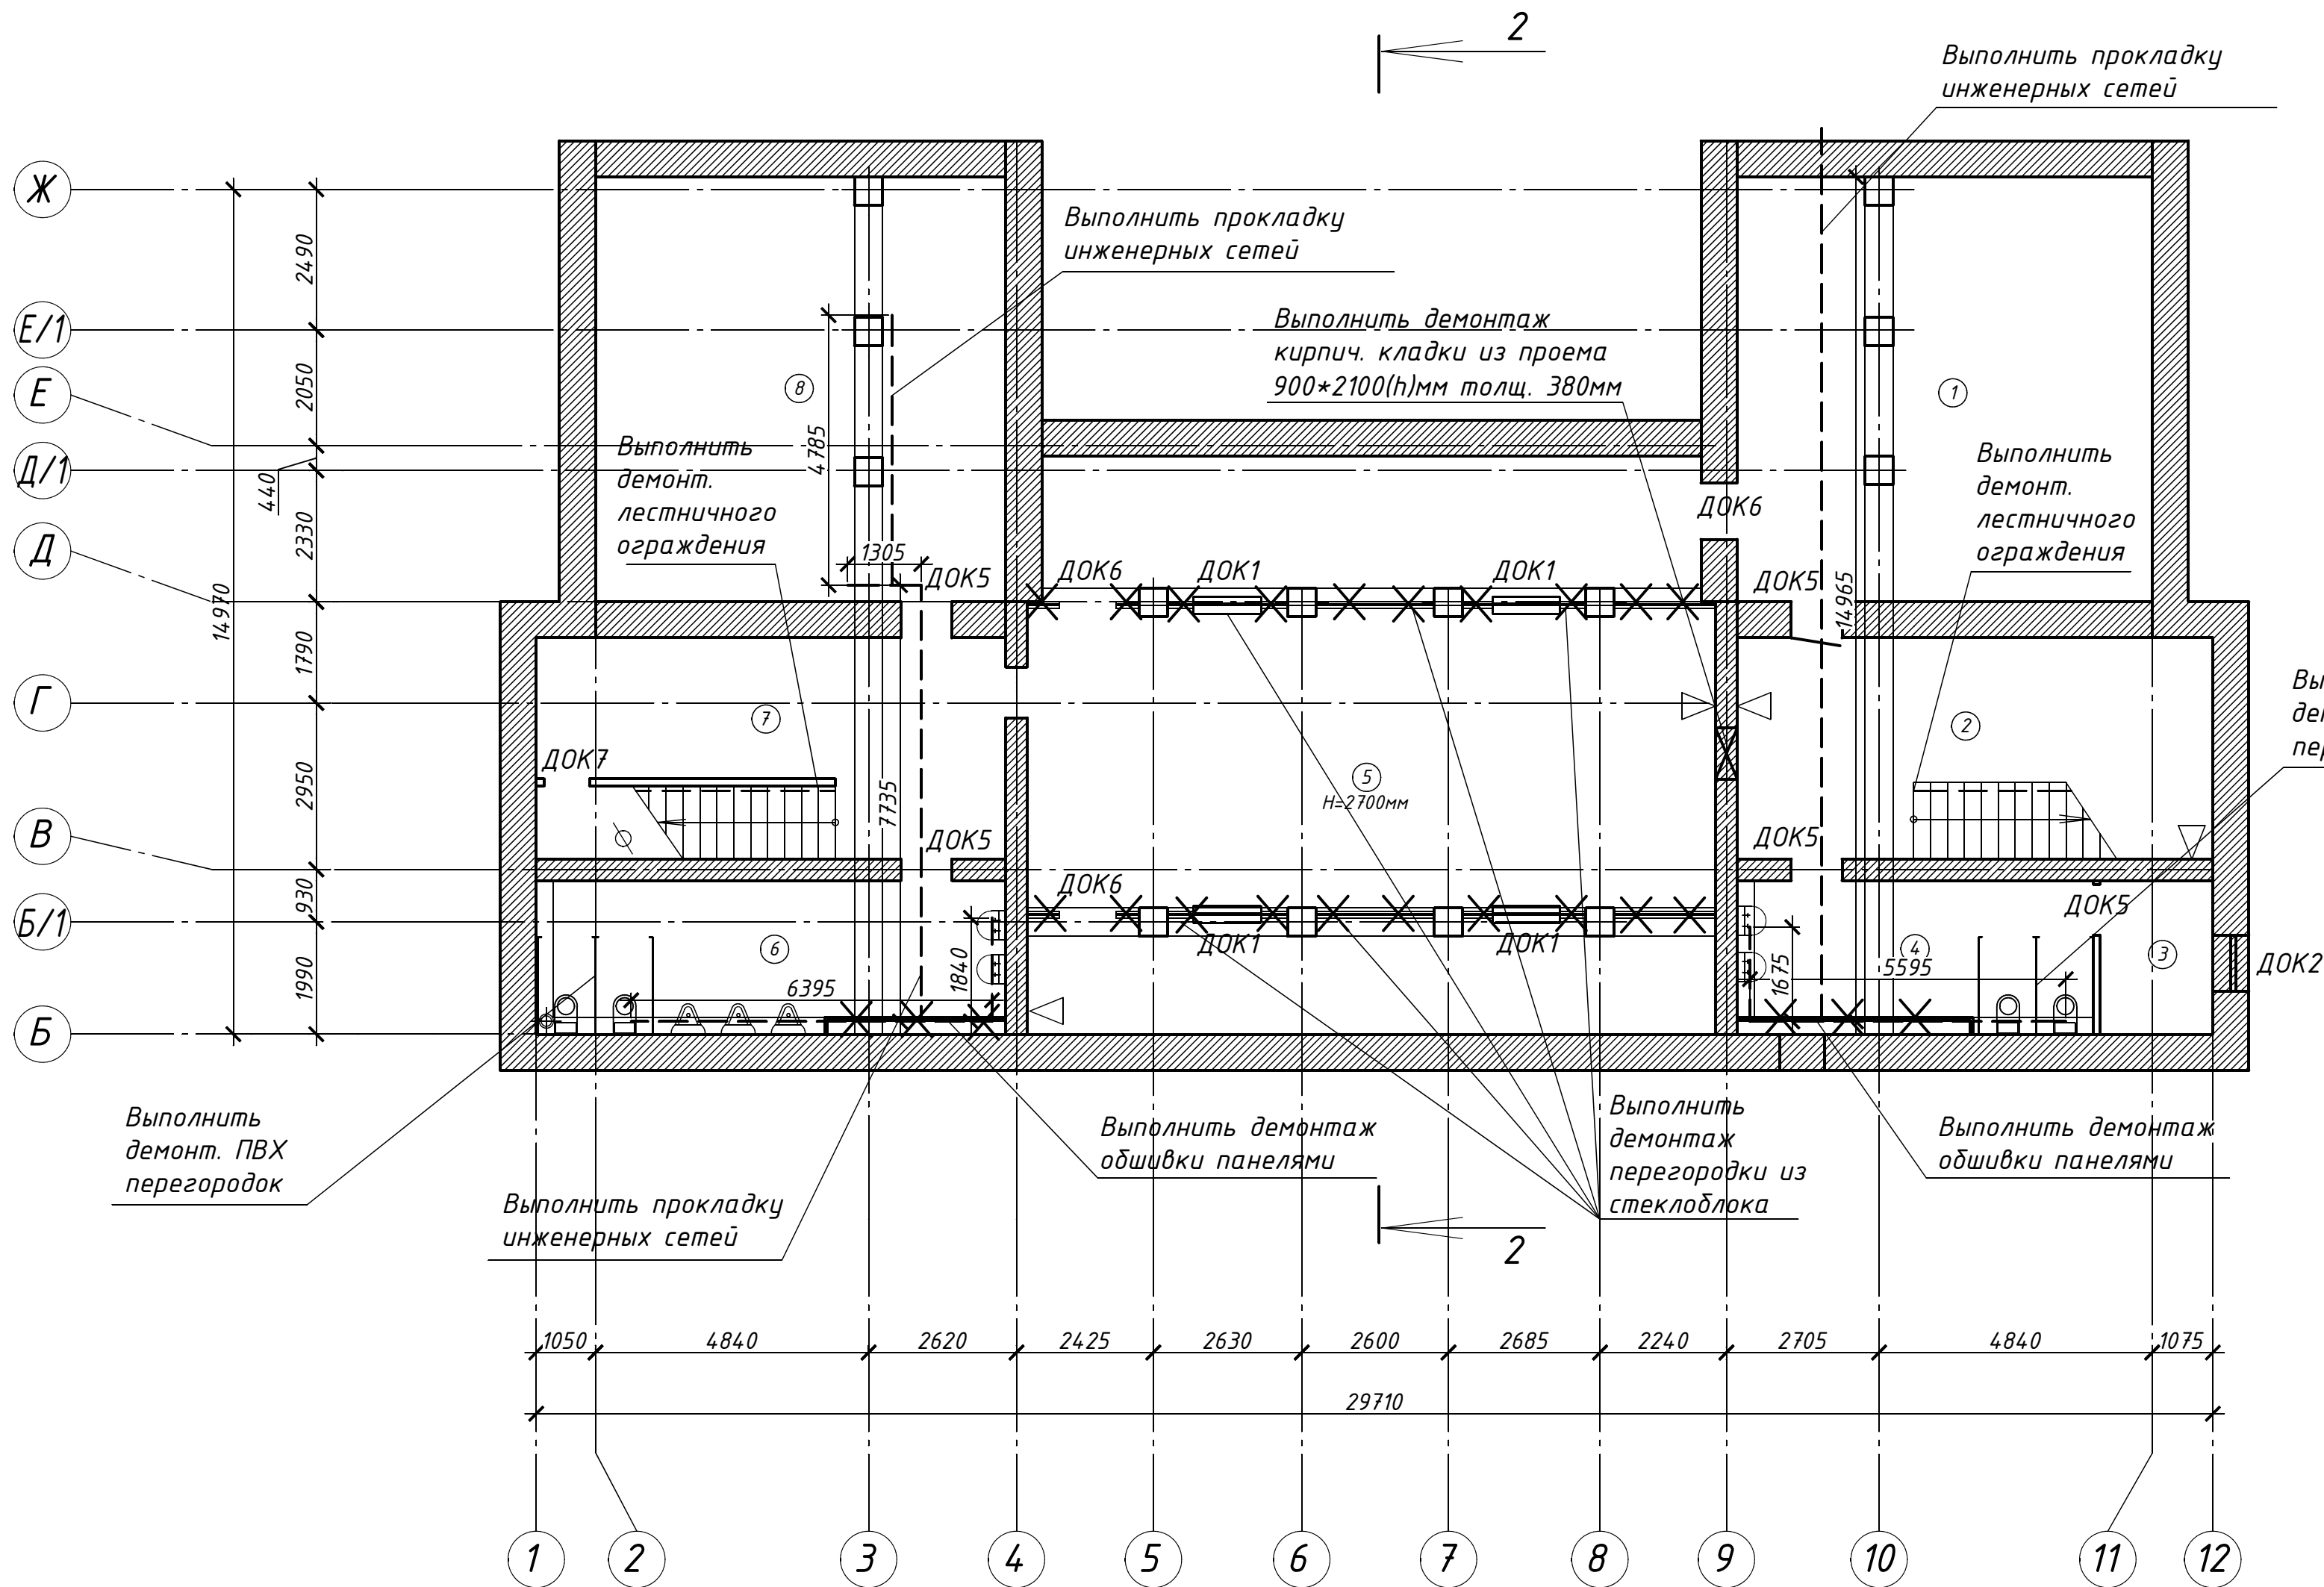 2
Выполнить прокладку
инженерных сетей
Ж
Выполнить прокладку
инженерных сетей
2490
Е/1
Выполнить демонтаж
кирпич. кладки из проема
900*2100(h)мм толщ. 380мм
Е
2050
8
1
4785
Выполнить
демонт.
лестничного
ограждения
Выполнить
демонт.
лестничного
ограждения
Д/1
440
ДОК6
Д
2330
1305
ДОК5
ДОК6
ДОК1
ДОК1
ДОК5
14965
14970
1790
Г
7
2
ДОК7
2950
7735
5
Н=2700мм
В
ДОК5
ДОК5
930
ДОК6
ДОК5
Б/1
6
ДОК1
ДОК1
4
3
ДОК2
1990
6395
1840
1675
5595
Б
Выполнить
демонт. ПВХ
перегородок
Выполнить демонтаж
обшивки панелями
Выполнить
демонтаж
перегородки из
стеклоблока
Выполнить демонтаж
обшивки панелями
Выполнить прокладку
инженерных сетей
2
1050
4840
2620
2425
2630
2600
2685
2240
2705
4840
1075
29710
1
2
3
4
5
6
7
8
9
10
11
12